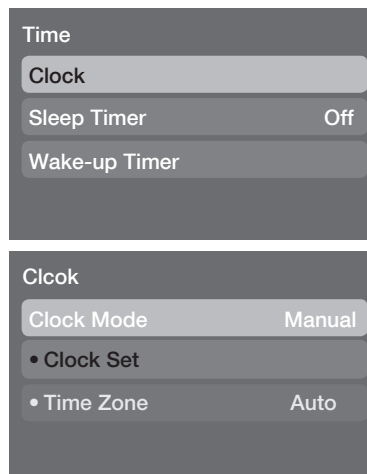 Time
Clock
Sleep Timer Off
Wake-up Timer
Clcok
Clock Mode Manual
• Clock Set
• Time Zone Auto